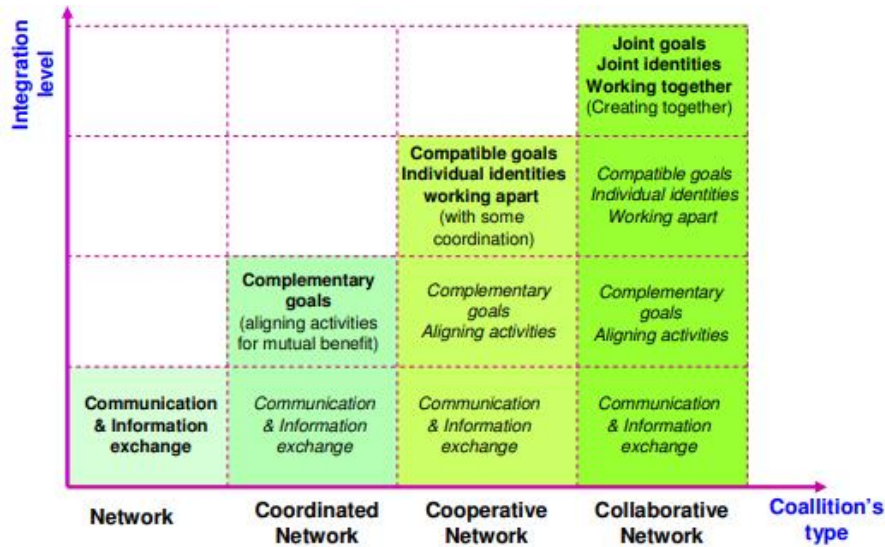 Integration
level
Joint goals
Joint identities
Working together
(Creating together)
Compatible goals
Individual identities
working apart
(with some
coordination)
Compatible goals
Individual identities
Working apart
Complementary
goals
(aligning activities
for mutual benefit)
Complementary
goals
Aligning activities
Complementary
goals
Aligning activities
Communication
& Information
exchange
Communication
& Information
exchange
Communication
& Information
exchange
Communication
& Information
exchange
Network
Coordinated
Network
Cooperative
Network
Collaborative
Network
Coallition's
type